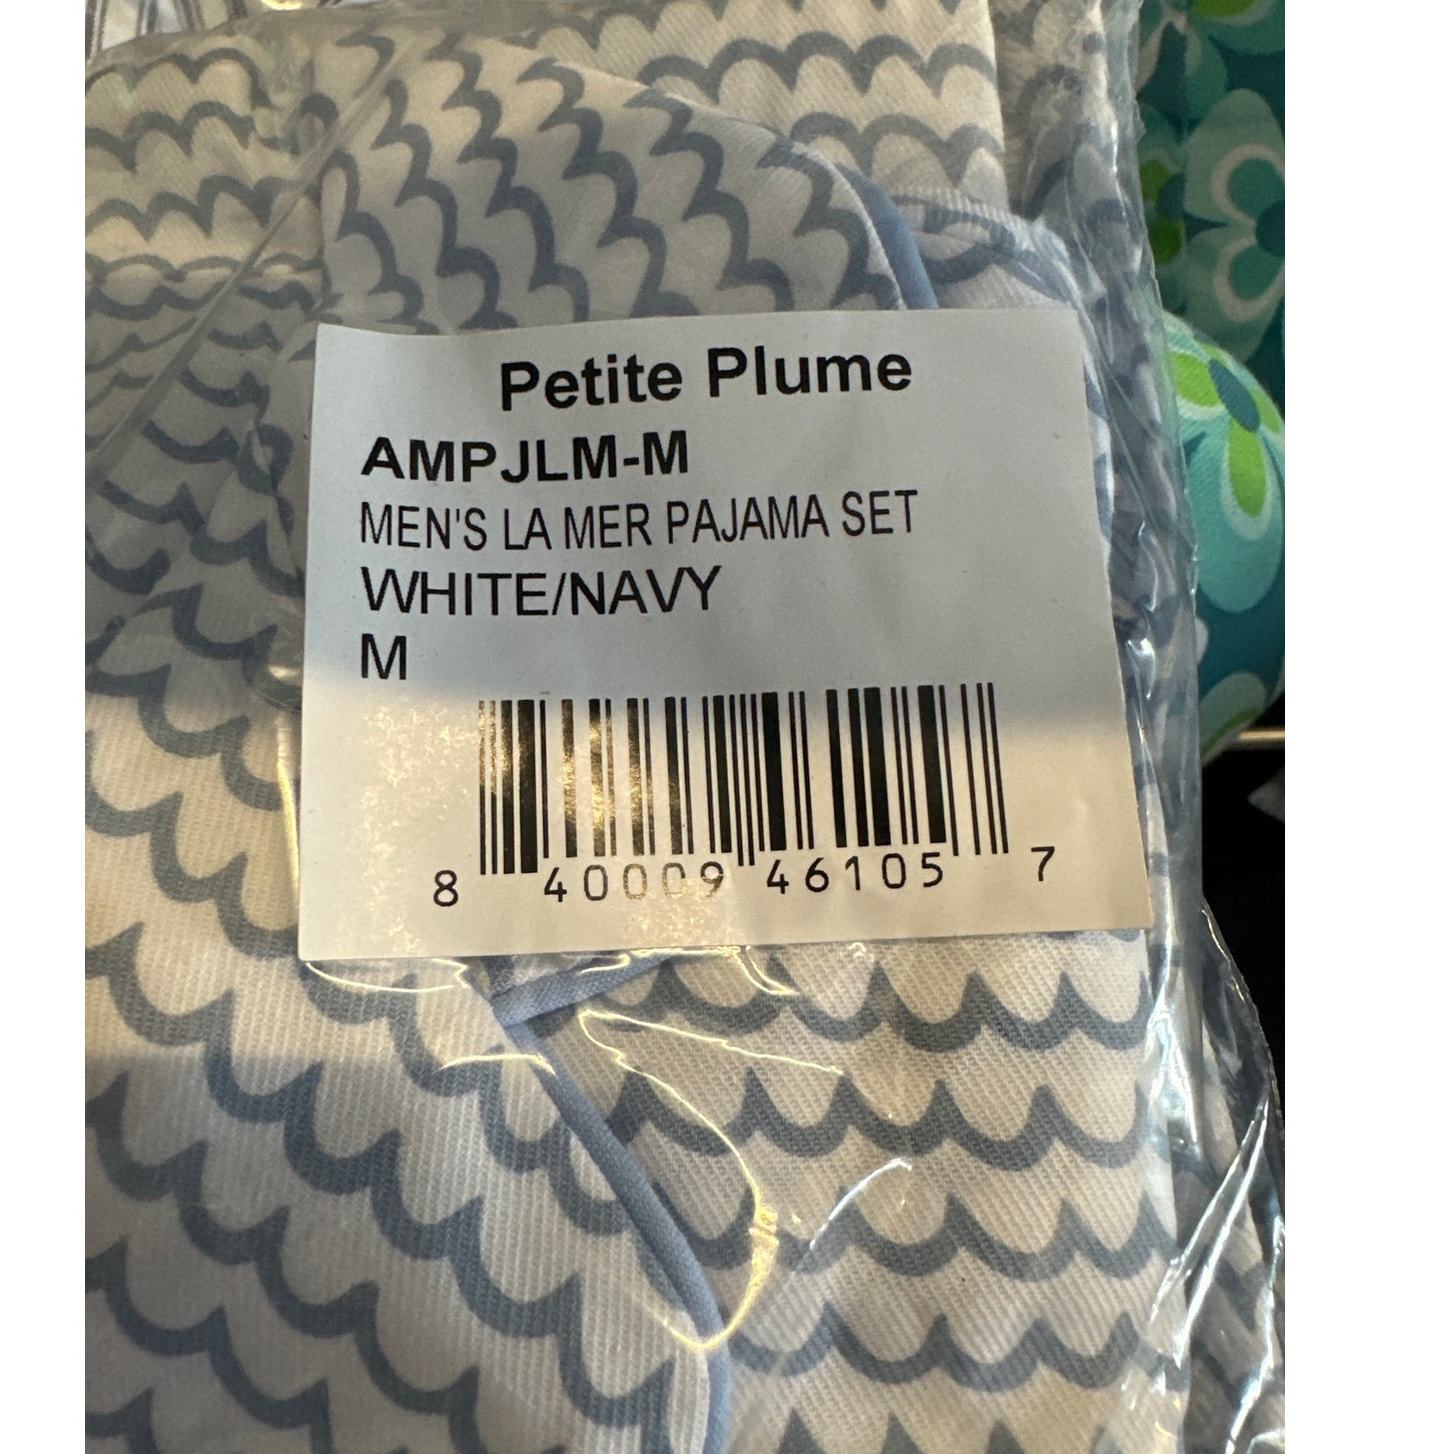 Petite Plume
AMPJLM-M
MEN'S LA MER PAJAMA SET
WHITE/NAVY
M
8 40009 46105 7